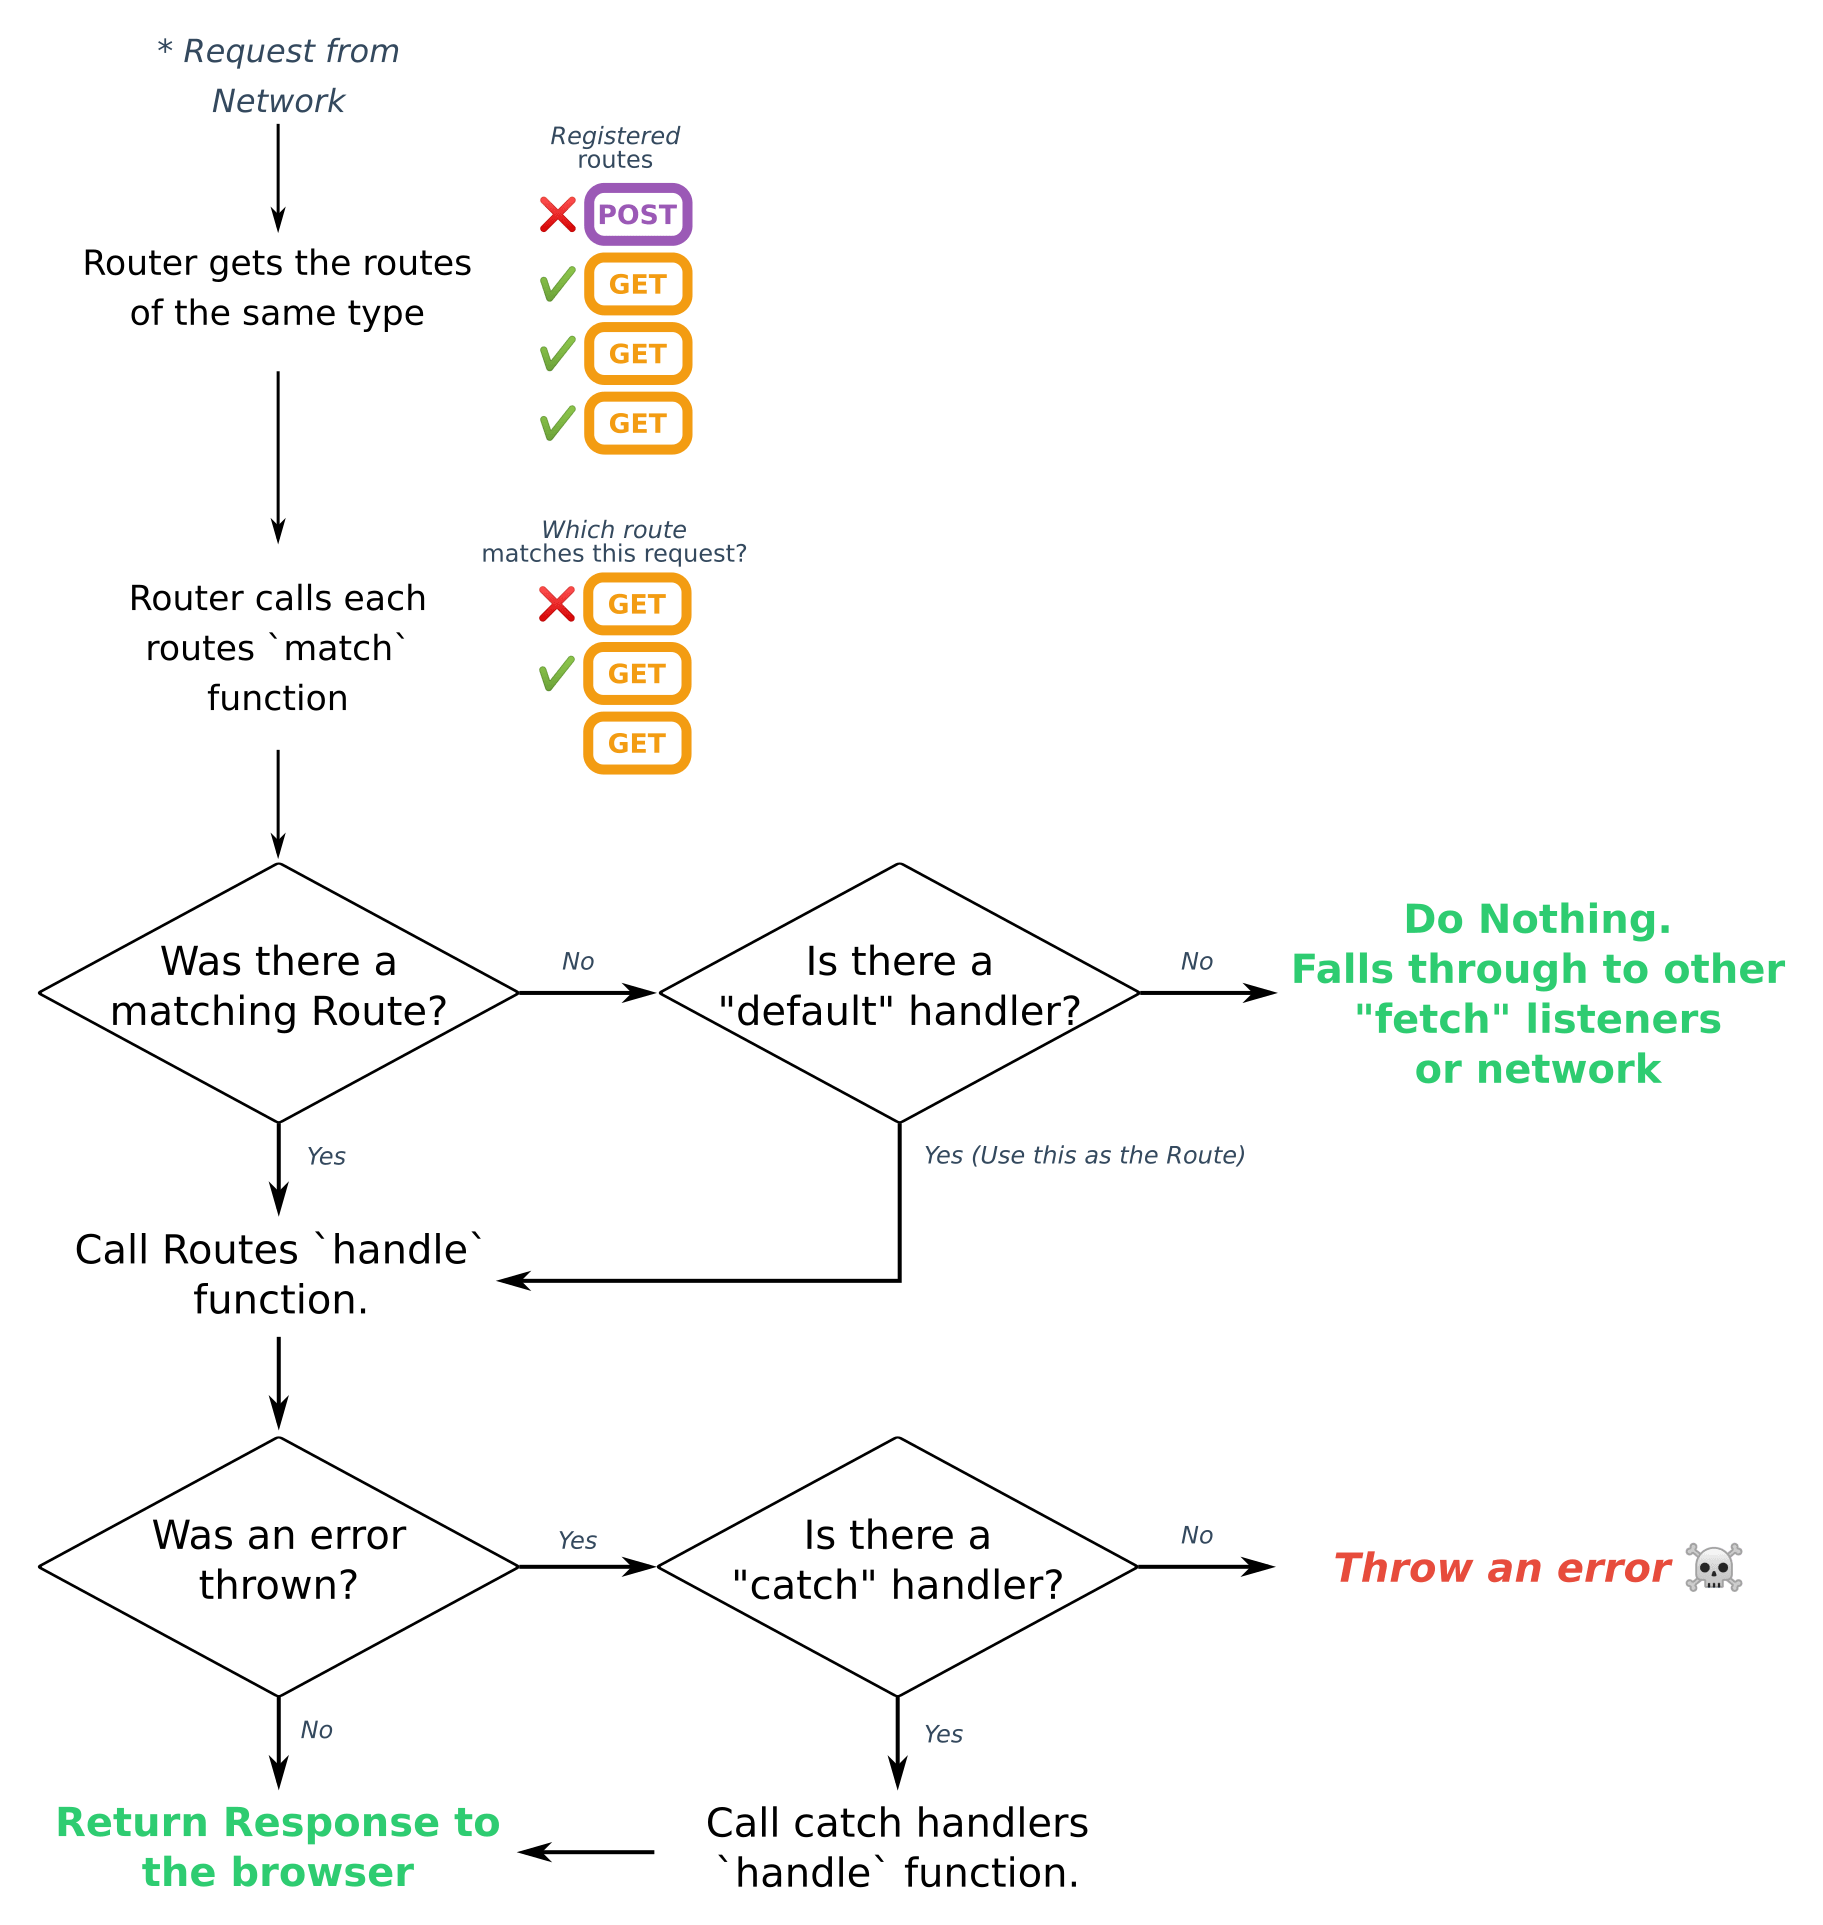 * Request from
Network
Registered
routes
POST
GET
GET
GET
Router gets the routes
of the same type
Which route
matches this request?
GET
GET
GET
Router calls each
routes `match`
function
Was there a
matching Route?
No
Is there a
"default" handler?
No
Do Nothing.
Falls through to other
"fetch" listeners
or network
Yes
Yes (Use this as the Route)
Call Routes `handle`
function.
Was an error
thrown?
Yes
Is there a
"catch" handler?
No
Throw an error
No
Yes
Return Response to
the browser
Call catch handlers
`handle` function.